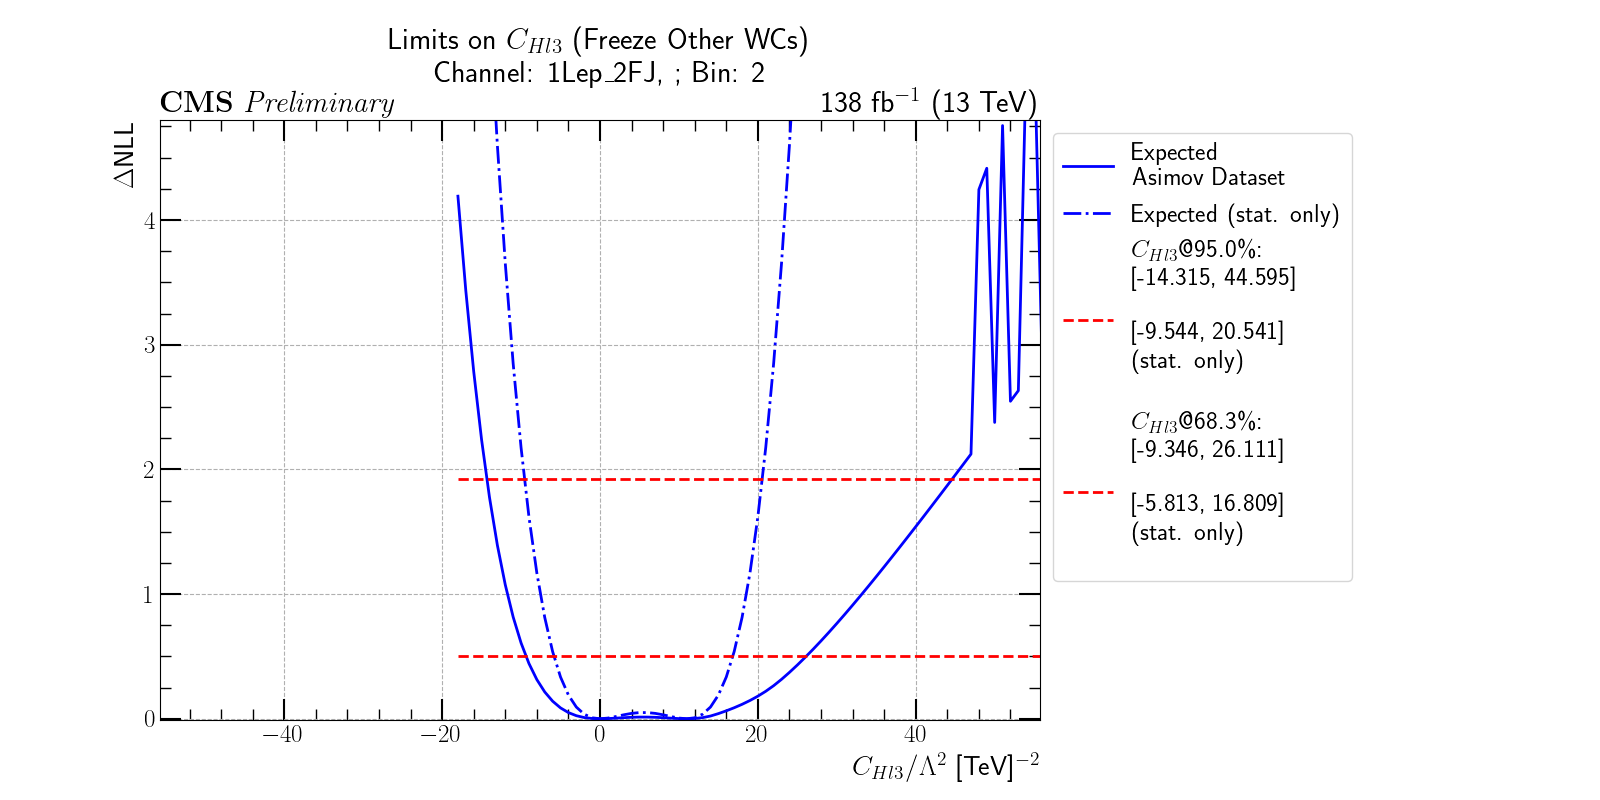 Limits on C_{Hl3} (Freeze Other WCs)
Channel: 1Lep_2FJ, ; Bin: 2
CMS Preliminary
138 fb^{-1} (13 TeV)
ΔNLL
4
3
2
1
0
−40
−20
0
20
40
C_{Hl3}/Λ^2 [TeV]^{−2}
Expected
Asimov Dataset
Expected (stat. only)
C_{Hl3}@95.0%:
[-14.315, 44.595]
[-9.544, 20.541]
(stat. only)
C_{Hl3}@68.3%:
[-9.346, 26.111]
[-5.813, 16.809]
(stat. only)